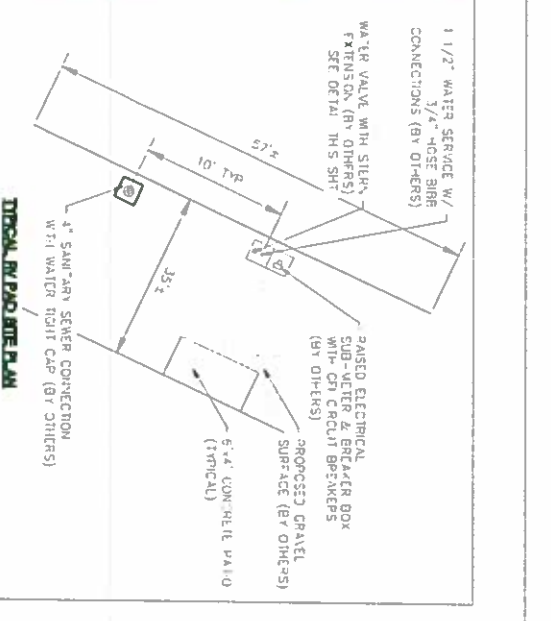 1 1/2" WATER SERVICE W/
3/4" HOSE BIBB
CONNECTIONS (BY OTHERS)
WATER VALVE WITH STEM
EXTENSION (BY OTHERS)
SEE DETAIL THIS SHT
57'±
10' TYP
35'±
RAISED ELECTRICAL
SUB-METER & BREAKER BOX
WITH GFI CIRCUIT BREAKERS
(BY OTHERS)
PROPOSED GRAVEL
SURFACE (BY OTHERS)
CONCRETE PATIO
(TYPICAL)
4" SANITARY SEWER CONNECTION
WITH WATER TIGHT CAP (BY OTHERS)
TYPICAL RV PAD SITE PLAN